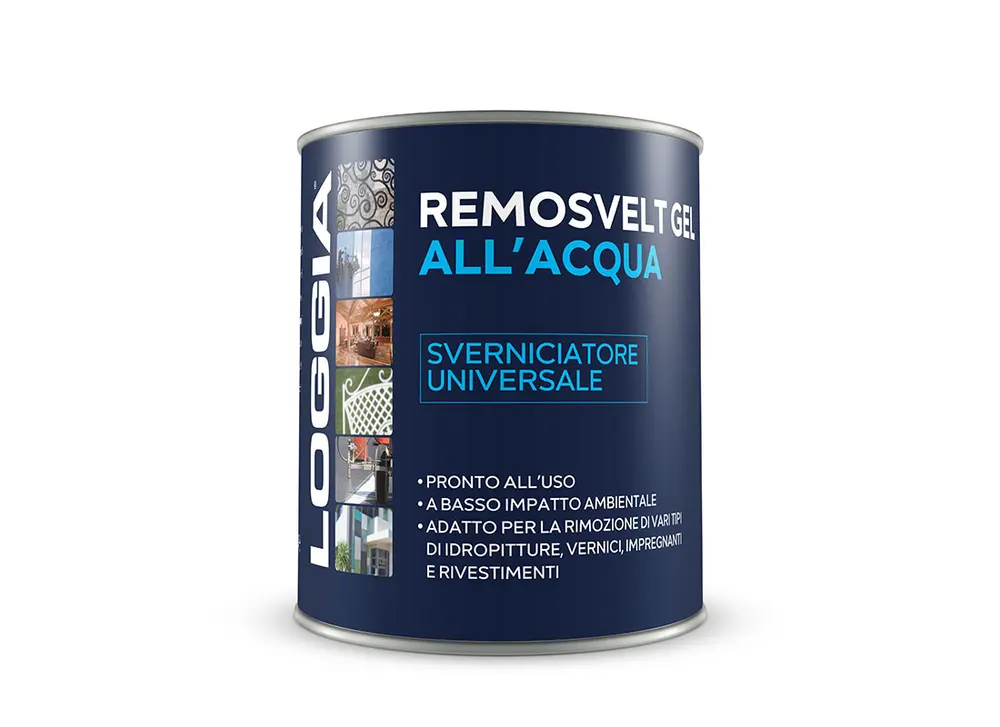 LOGGIA
REMOSVELT GEL
ALL'ACQUA
SVERNICIATORE
UNIVERSALE
• PRONTO ALL'USO
• A BASSO IMPATTO AMBIENTALE
• ADATTO PER LA RIMOZIONE DI VARI TIPI
DI IDROPITTURE, VERNICI, IMPREGNANTI
E RIVESTIMENTI